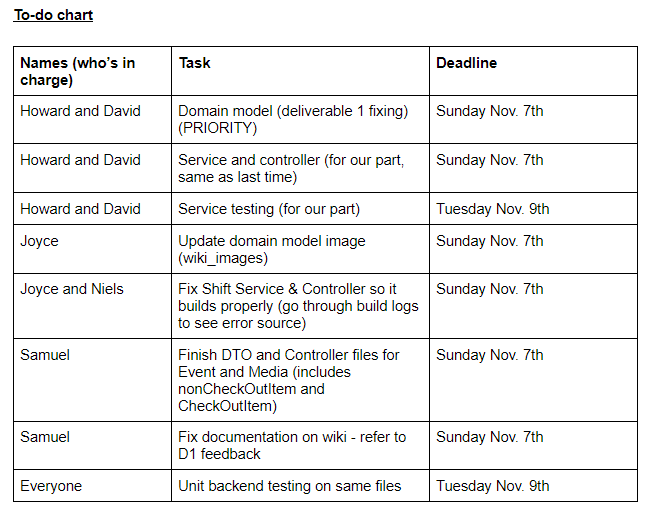 To-do chart
Names (who's in charge)
Task
Deadline
Howard and David
Domain model (deliverable 1 fixing)
(PRIORITY)
Sunday Nov. 7th
Howard and David
Service and controller (for our part,
same as last time)
Sunday Nov. 7th
Howard and David
Service testing (for our part)
Tuesday Nov. 9th
Joyce
Update domain model image
(wiki_images)
Sunday Nov. 7th
Joyce and Niels
Fix Shift Service & Controller so it
builds properly (go through build logs
to see error source)
Sunday Nov. 7th
Samuel
Finish DTO and Controller files for
Event and Media (includes
nonCheckOutItem and
CheckOutItem)
Sunday Nov. 7th
Samuel
Fix documentation on wiki - refer to
D1 feedback
Sunday Nov. 7th
Everyone
Unit backend testing on same files
Tuesday Nov. 9th